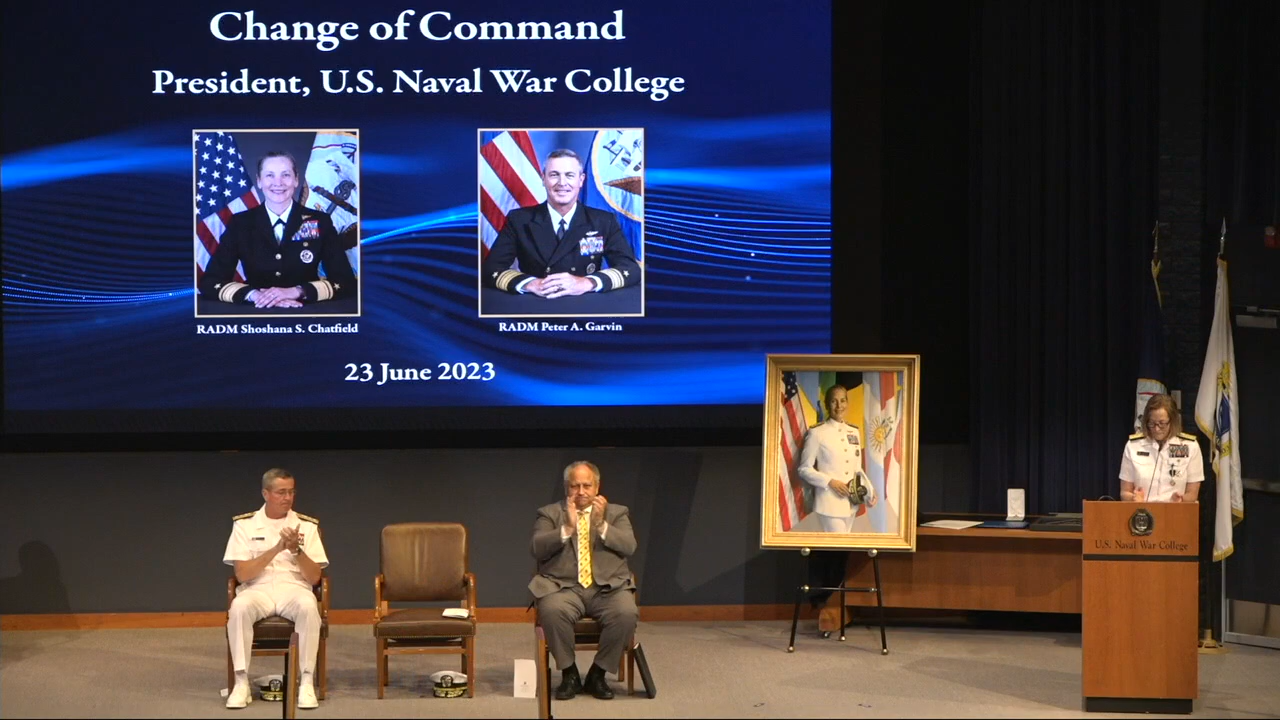 Change of Command
President, U.S. Naval War College
RADM Shoshana S. Chatfield
RADM Peter A. Garvin
23 June 2023
U.S. Naval War College